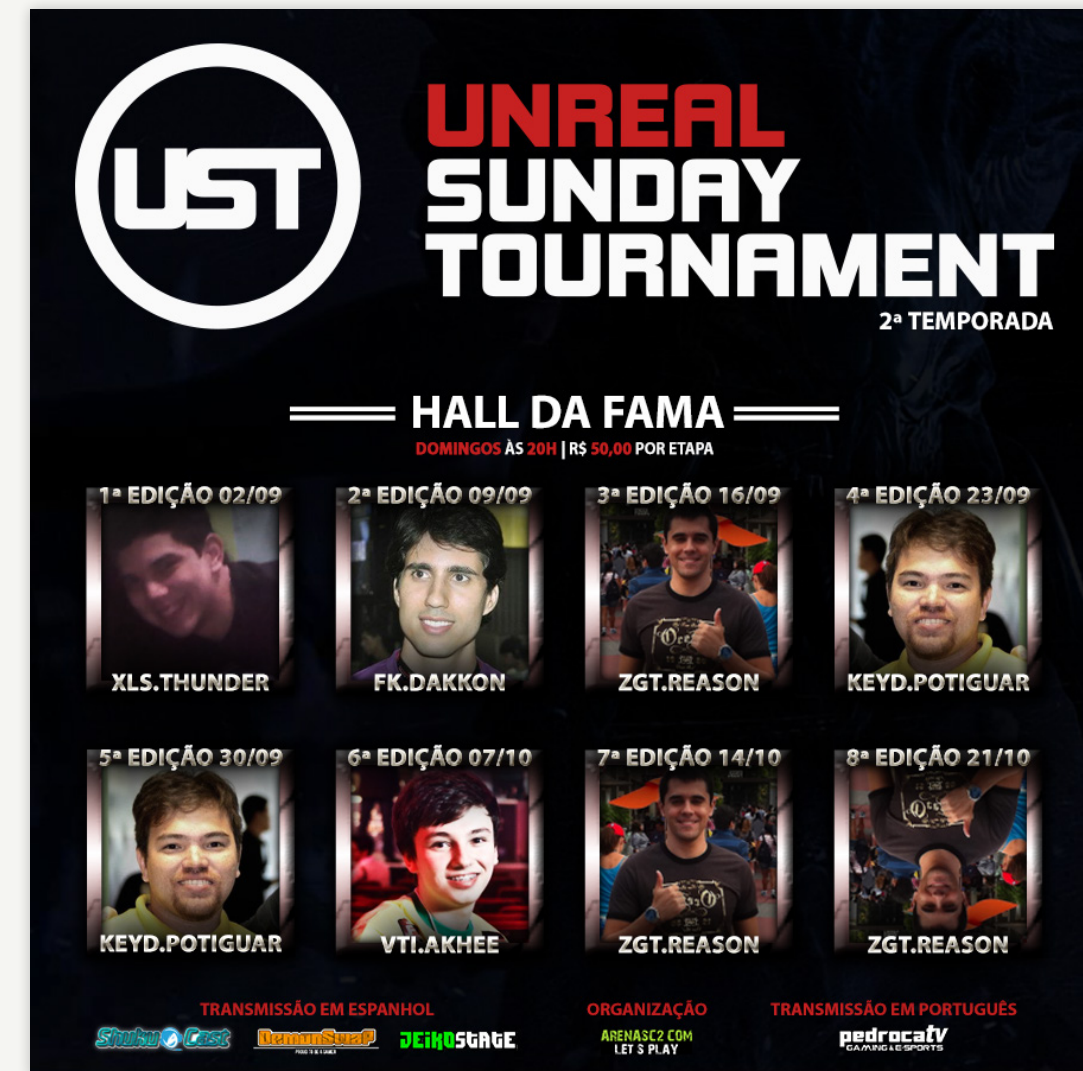 UST
UNREAL
SUNDAY
TOURNAMENT
2ª TEMPORADA
HALL DA FAMA
DOMINGOS ÀS 20H | R$ 50,00 POR ETAPA
1ª EDIÇÃO 02/09
XLS.THUNDER
2ª EDIÇÃO 09/09
FK.DAKKON
3ª EDIÇÃO 16/09
ZGT.REASON
4ª EDIÇÃO 23/09
KEYD.POTIGUAR
5ª EDIÇÃO 30/09
KEYD.POTIGUAR
6ª EDIÇÃO 07/10
VTI.AKHEE
7ª EDIÇÃO 14/10
ZGT.REASON
8ª EDIÇÃO 21/10
ZGT.REASON
TRANSMISSÃO EM ESPANHOL
Shuku Cast
DemonSwaP
JEIKOSTATE
ORGANIZAÇÃO
ARENASC2 COM
LET S PLAY
TRANSMISSÃO EM PORTUGUÊS
pedrocatv
GAMING & E-SPORTS